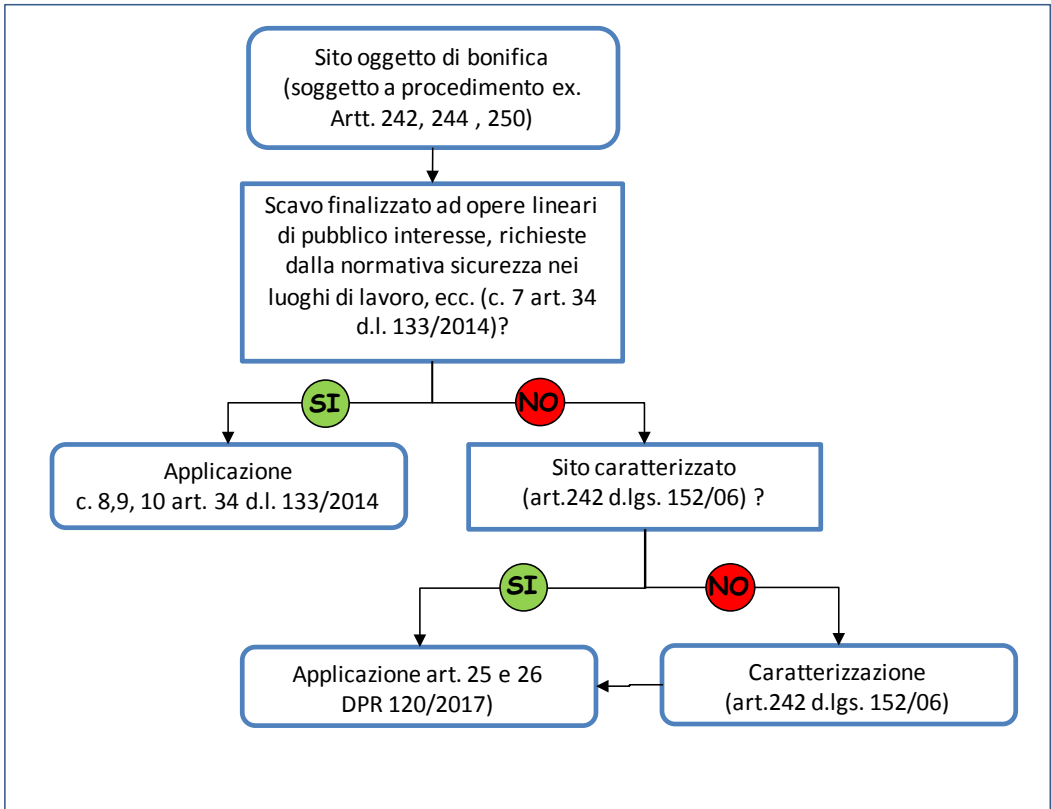 Sito oggetto di bonifica
(soggetto a procedimento ex.
Artt. 242, 244 , 250)
Scavo finalizzato ad opere lineari
di pubblico interesse, richieste
dalla normativa sicurezza nei
luoghi di lavoro, ecc. (c. 7 art. 34
d.l. 133/2014)?
SI
NO
Applicazione
c. 8,9, 10 art. 34 d.l. 133/2014
Sito caratterizzato
(art.242 d.lgs. 152/06) ?
SI
NO
Applicazione art. 25 e 26
DPR 120/2017)
Caratterizzazione
(art.242 d.lgs. 152/06)